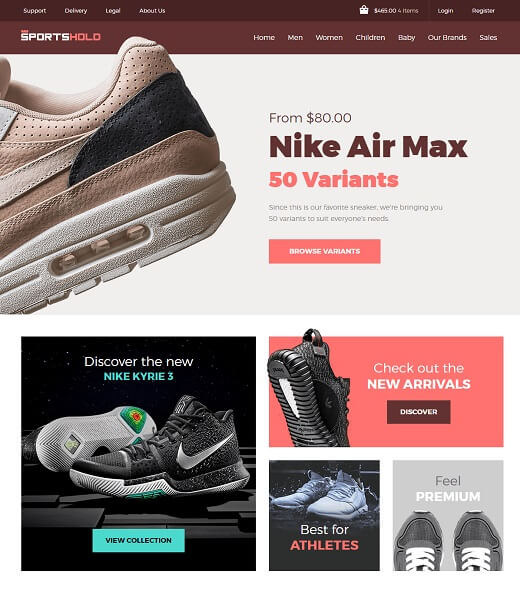 Support Delivery Legal About Us $465.00 4 Items Login Register
SPORTSHOLD
Home Men Women Children Baby Our Brands Sales
From $80.00
Nike Air Max
50 Variants
Since this is our favorite sneaker, we're bringing you
50 variants to suit everyone's needs.
BROWSE VARIANTS
Discover the new
NIKE KYRIE 3
VIEW COLLECTION
Check out the
NEW ARRIVALS
DISCOVER
Best for
ATHLETES
Feel
PREMIUM